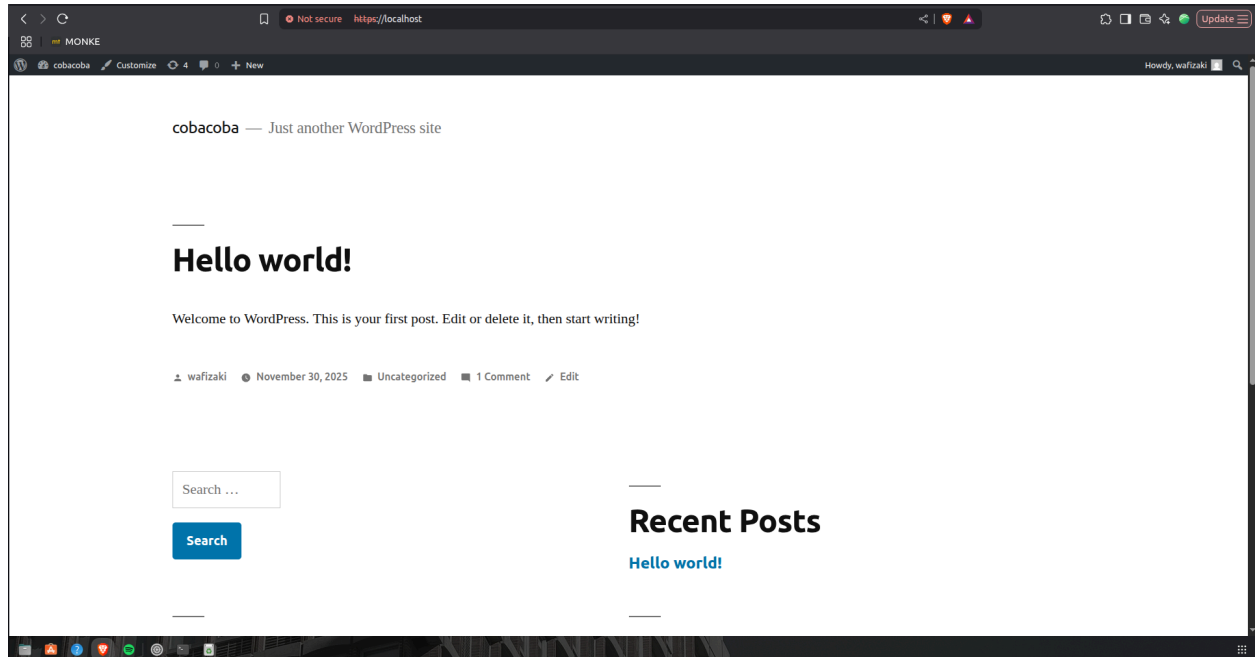 Not secure https://localhost
Update
MONKE
cobacoba Customize 4 0 New
Howdy, wafizaki
cobacoba — Just another WordPress site
Hello world!
Welcome to WordPress. This is your first post. Edit or delete it, then start writing!
wafizaki November 30, 2025 Uncategorized 1 Comment Edit
Search …
Search
Recent Posts
Hello world!